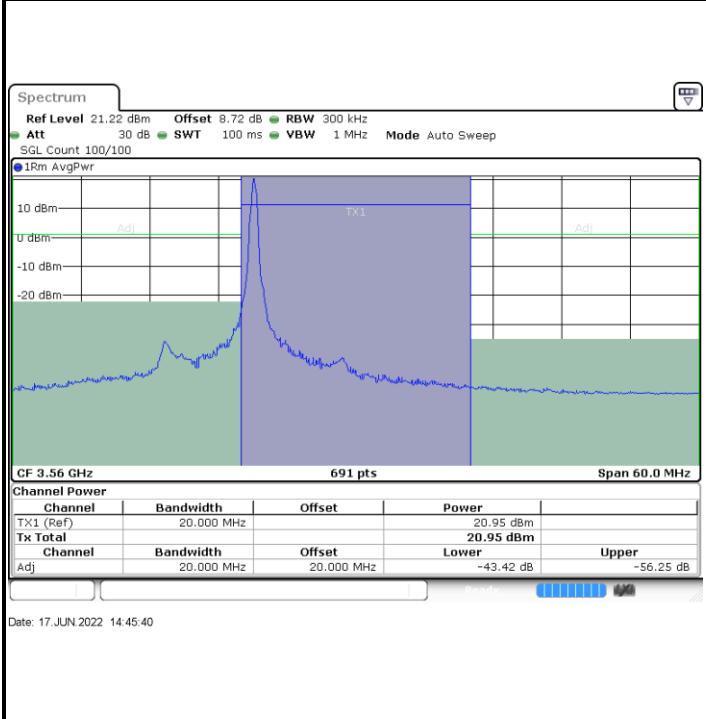 Spectrum
Ref Level 21.22 dBm Offset 8.72 dB RBW 300 kHz
Att 30 dB SWT 100 ms VBW 1 MHz Mode Auto Sweep
SGL Count 100/100
1Rm AvgPwr
10 dBm
TX1
Adj Adj
0 dBm
-10 dBm
-20 dBm
CF 3.56 GHz 691 pts Span 60.0 MHz
Channel Power
Channel Bandwidth Offset Power
TX1 (Ref) 20.000 MHz 20.95 dBm
Tx Total 20.95 dBm
Channel Bandwidth Offset Lower Upper
Adj 20.000 MHz 20.000 MHz -43.42 dB -56.25 dB
Ready
Date: 17.JUN.2022 14:45:40